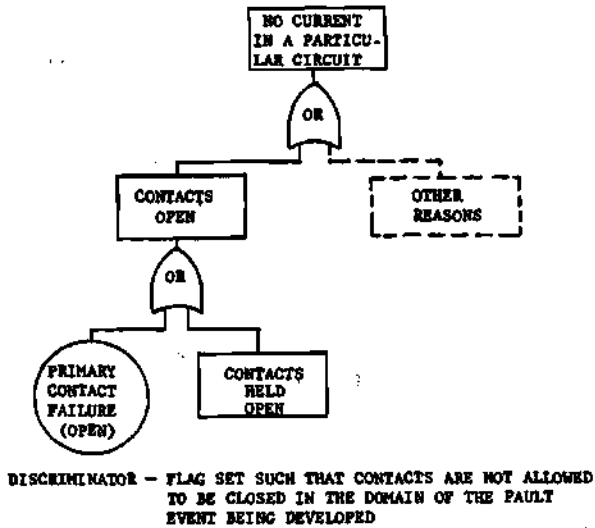 NO CURRENT
IN A PARTICU-
LAR CIRCUIT
OR
CONTACTS
OPEN
OTHER
REASONS
OR
PRIMARY
CONTACT
FAILURE
(OPEN)
CONTACTS
HELD
OPEN
DISCRIMINATOR — FLAG SET SUCH THAT CONTACTS ARE NOT ALLOWED
TO BE CLOSED IN THE DOMAIN OF THE FAULT
EVENT BEING DEVELOPED